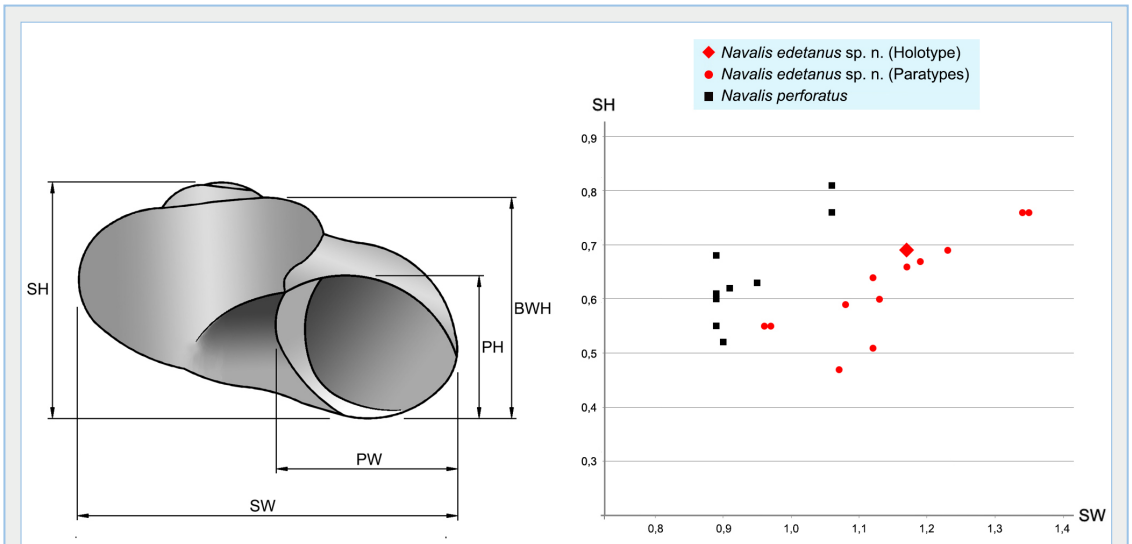 SH
BWH
PH
PW
SW
Navalis edetanus sp. n. (Holotype)
Navalis edetanus sp. n. (Paratypes)
Navalis perforatus
SH
0,9
0,8
0,7
0,6
0,5
0,4
0,3
SW
0,8 0,9 1,0 1,1 1,2 1,3 1,4